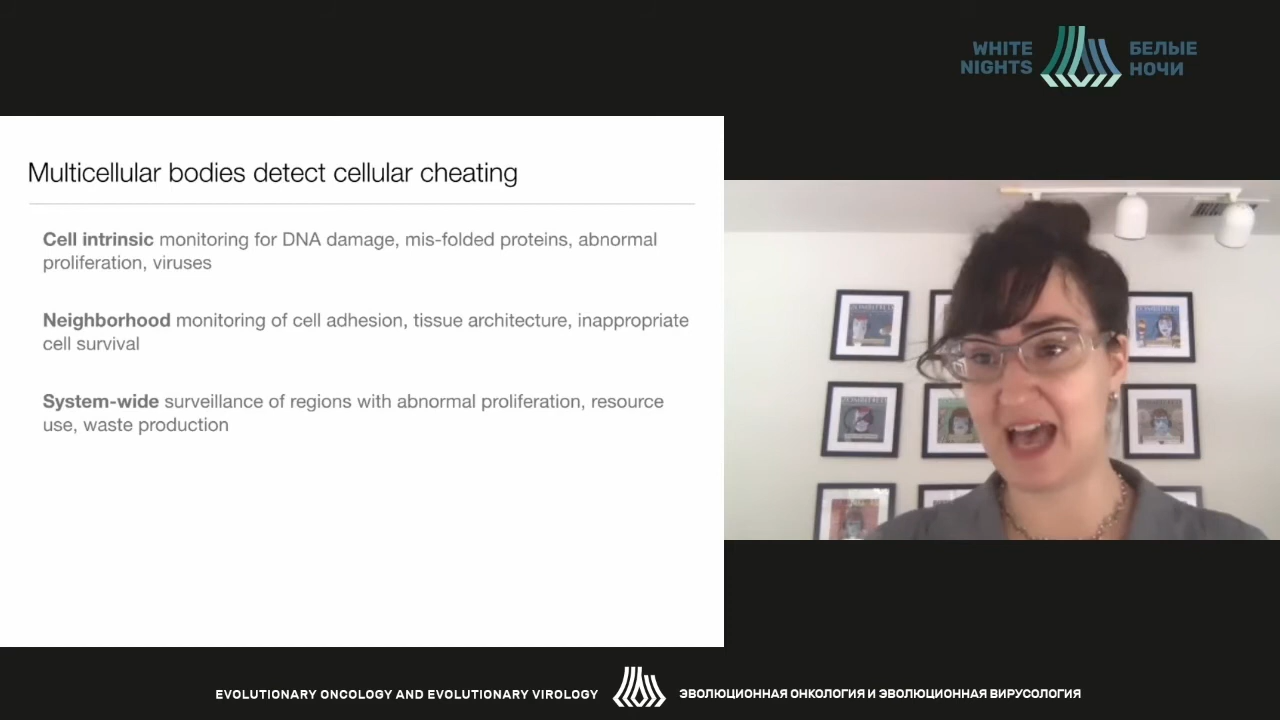 WHITE
NIGHTS
БЕЛЫЕ
НОЧИ
Multicellular bodies detect cellular cheating
Cell intrinsic monitoring for DNA damage, mis-folded proteins, abnormal
proliferation, viruses
Neighborhood monitoring of cell adhesion, tissue architecture, inappropriate
cell survival
System-wide surveillance of regions with abnormal proliferation, resource
use, waste production
EVOLUTIONARY ONCOLOGY AND EVOLUTIONARY VIROLOGY
ЭВОЛЮЦИОННАЯ ОНКОЛОГИЯ И ЭВОЛЮЦИОННАЯ ВИРУСОЛОГИЯ